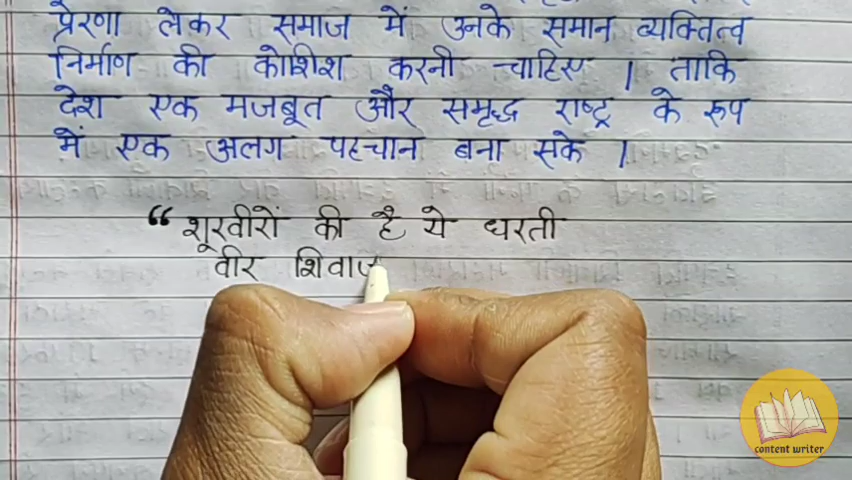 प्रेरणा लेकर समाज में उनके समान व्यक्तित्व
निर्माण की कोशिश करनी चाहिए । ताकि
देश एक मजबूत और समृद्ध राष्ट्र के रूप
में एक अलग पहचान बना सके ।
“ शूरवीरों की है ये धरती
वीर
content writer